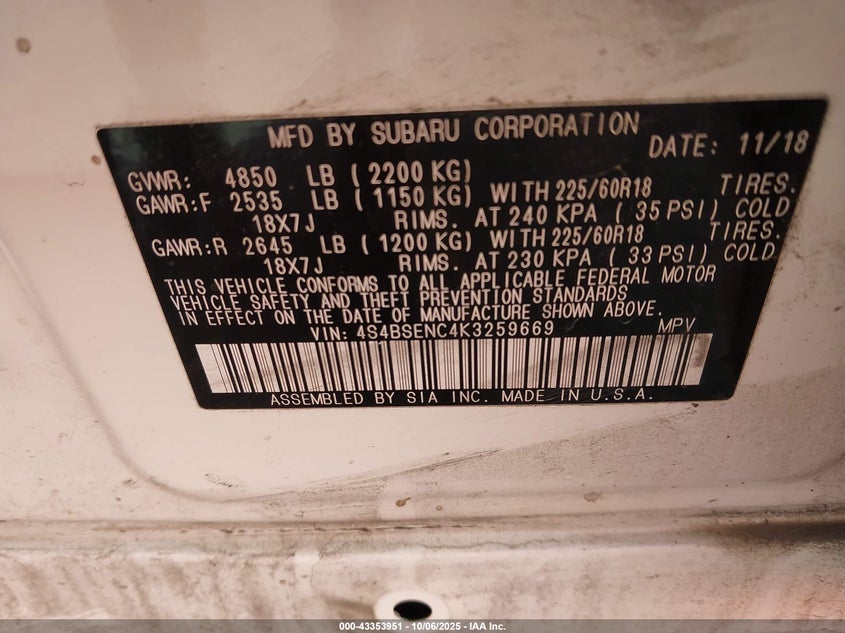 MFD BY SUBARU CORPORATION DATE: 11/18
GVWR: 4850 LB (2200 KG)
GAWR:F 2535 LB (1150 KG) WITH 225/60R18 TIRES.
18X7J RIMS. AT 240 KPA (35 PSI) COLD
GAWR:R 2645 LB (1200 KG) WITH 225/60R18 TIRES.
18X7J RIMS. AT 230 KPA (33 PSI) COLD.
THIS VEHICLE CONFORMS TO ALL APPLICABLE FEDERAL MOTOR
VEHICLE SAFETY AND THEFT PREVENTION STANDARDS
IN EFFECT ON THE DATE OF MANUFACTURE SHOWN ABOVE.
VIN: 4S4BSENC4K3259669 MPV
ASSEMBLED BY SIA INC. MADE IN U.S.A.
000-43353951 - 10/06/2025 - IAA Inc.